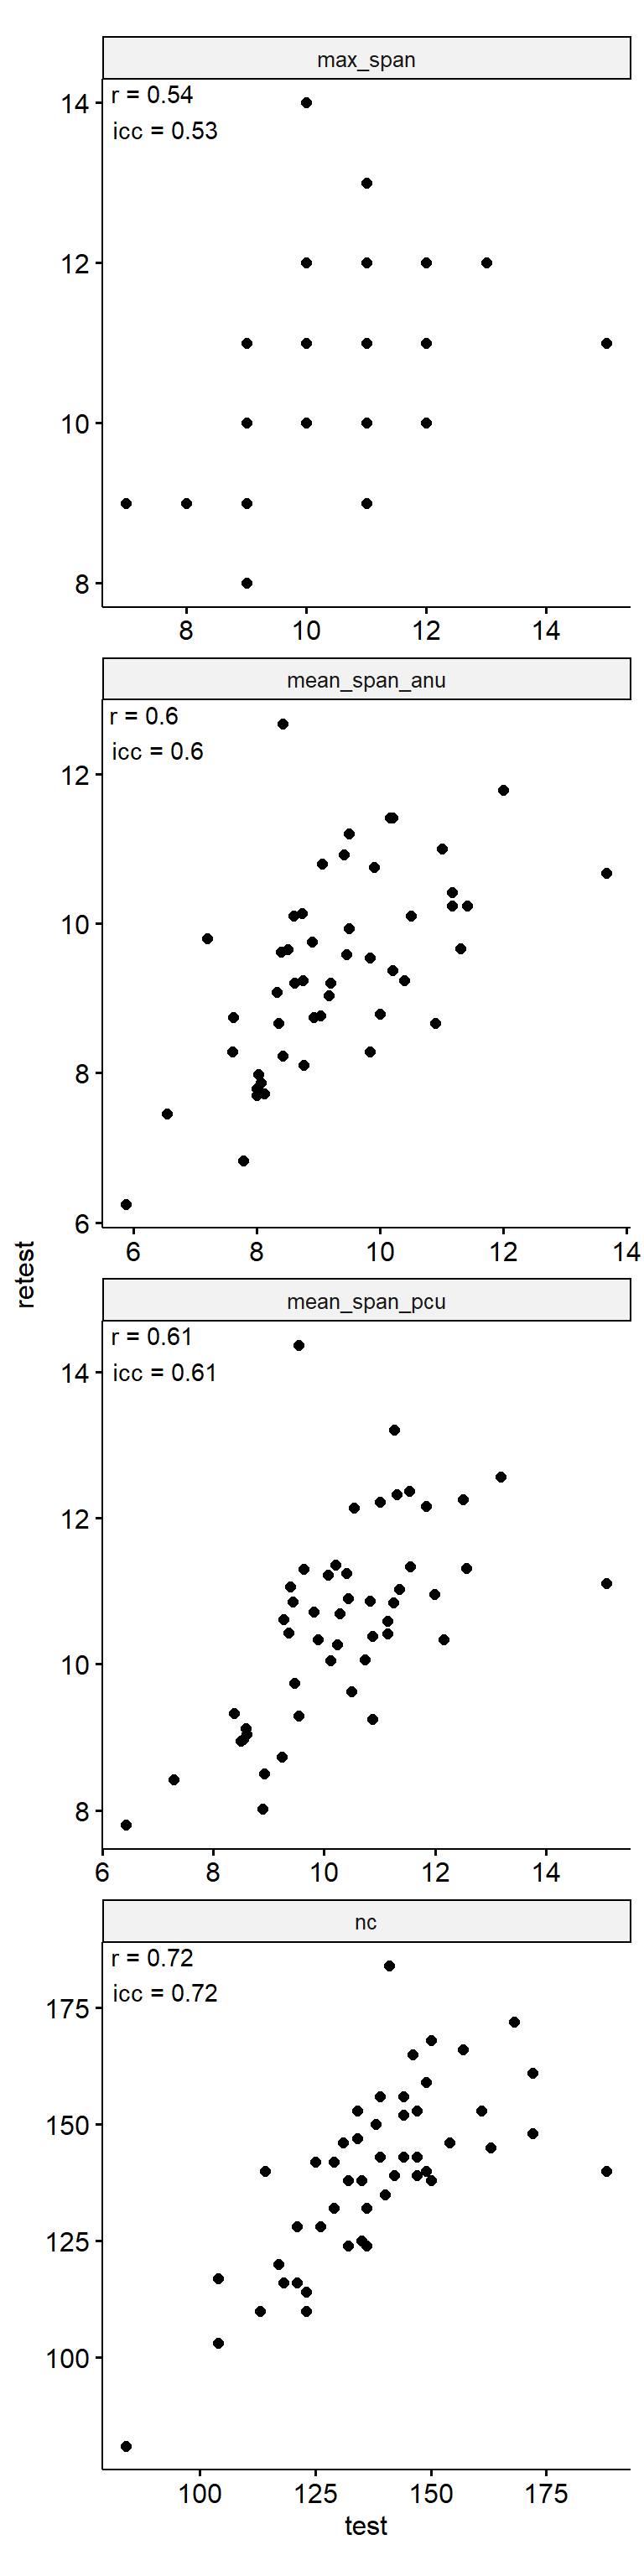 max_span
r = 0.54
icc = 0.53
14
12
10
8
8 10 12 14
mean_span_anu
r = 0.6
icc = 0.6
12
10
8
6
6 8 10 12 14
retest
mean_span_pcu
r = 0.61
icc = 0.61
14
12
10
8
6 8 10 12 14
nc
r = 0.72
icc = 0.72
175
150
125
100
100 125 150 175
test